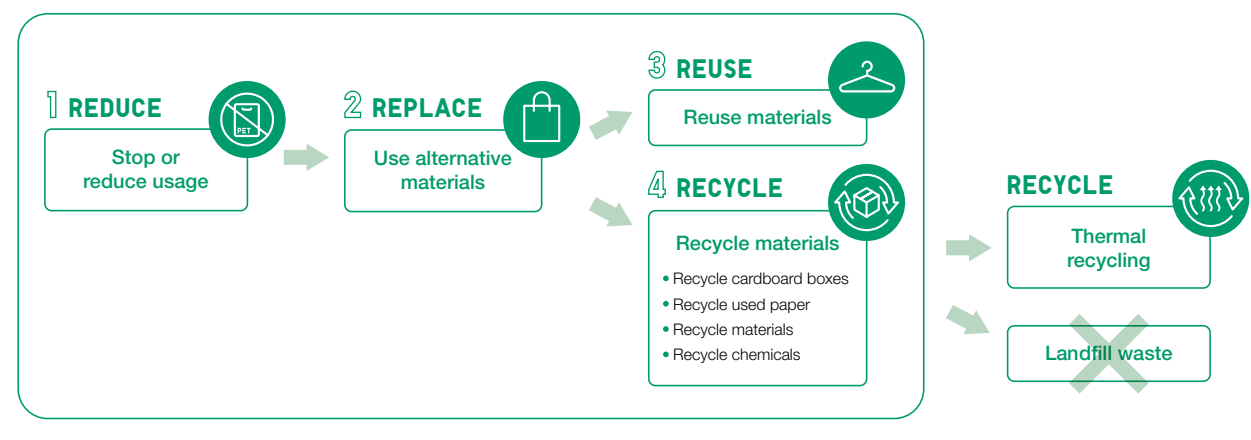 1 REDUCE
PET
Stop or
reduce usage
2 REPLACE
Use alternative
materials
3 REUSE
Reuse materials
4 RECYCLE
Recycle materials
• Recycle cardboard boxes
• Recycle used paper
• Recycle materials
• Recycle chemicals
RECYCLE
Thermal
recycling
Landfill waste